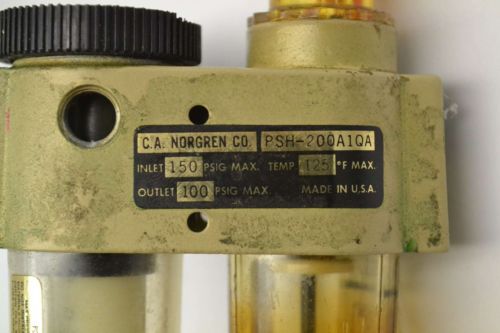 C.A. NORGREN CO. PSH-200A1QA
INLET 150 PSIG MAX. TEMP 125 °F MAX.
OUTLET 100 PSIG MAX. MADE IN U.S.A.